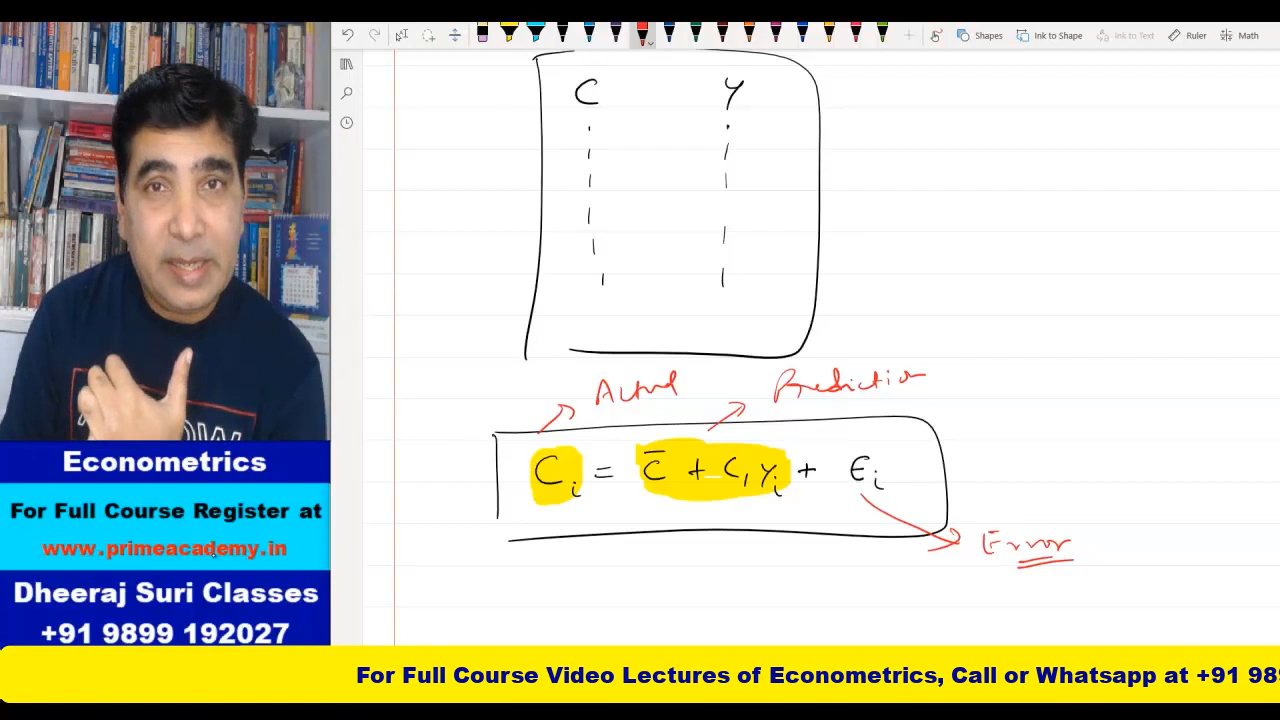 Shapes Ink to Shape Ink to Text Ruler Math
C Y
Actual Prediction
C̄ᵢ = C̄ + C₁Yᵢ + Єᵢ
Error
Econometrics
For Full Course Register at
www.primeacademy.in
Dheeraj Suri Classes
+91 9899 192027
For Full Course Video Lectures of Econometrics, Call or Whatsapp at +91 989